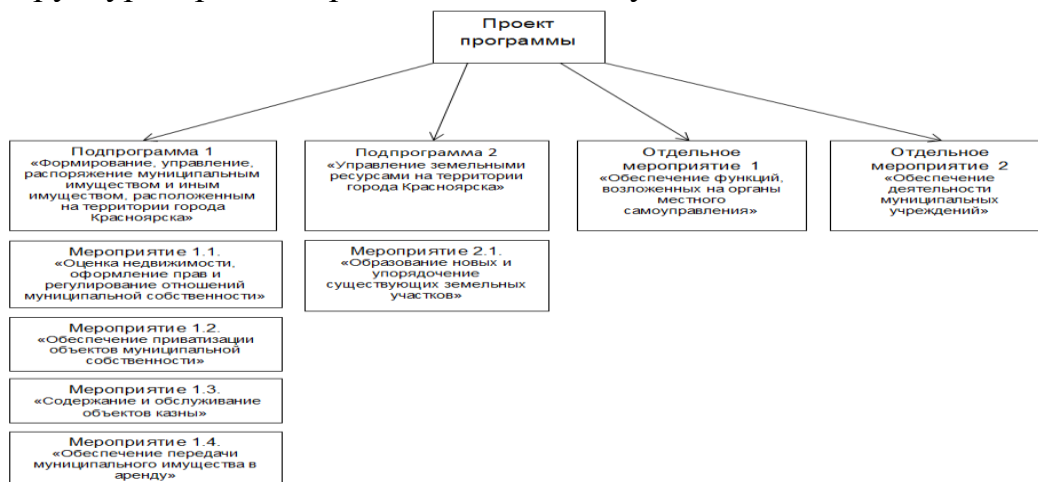 Проект
программы
Подпрограмма 1
«Формирование, управление,
распоряжение муниципальным
имуществом и иным
имуществом, расположенным
на территории города
Красноярска»
Подпрограмма 2
«Управление земельными
ресурсами на территории
города Красноярска»
Отдельное
мероприятие 1
«Обеспечение функций,
возложенных на органы
местного
самоуправления»
Отдельное
мероприятие 2
«Обеспечение
деятельности
муниципальных
учреждений»
Мероприятие 1.1.
«Оценка недвижимости,
оформление прав и
регулирование отношений
муниципальной собственности»
Мероприятие 2.1.
«Образование новых и
упорядочение
существующих земельных
участков»
Мероприятие 1.2.
«Обеспечение приватизации
объектов муниципальной
собственности»
Мероприятие 1.3.
«Содержание и обслуживание
объектов казны»
Мероприятие 1.4.
«Обеспечение передачи
муниципального имущества в
аренду»